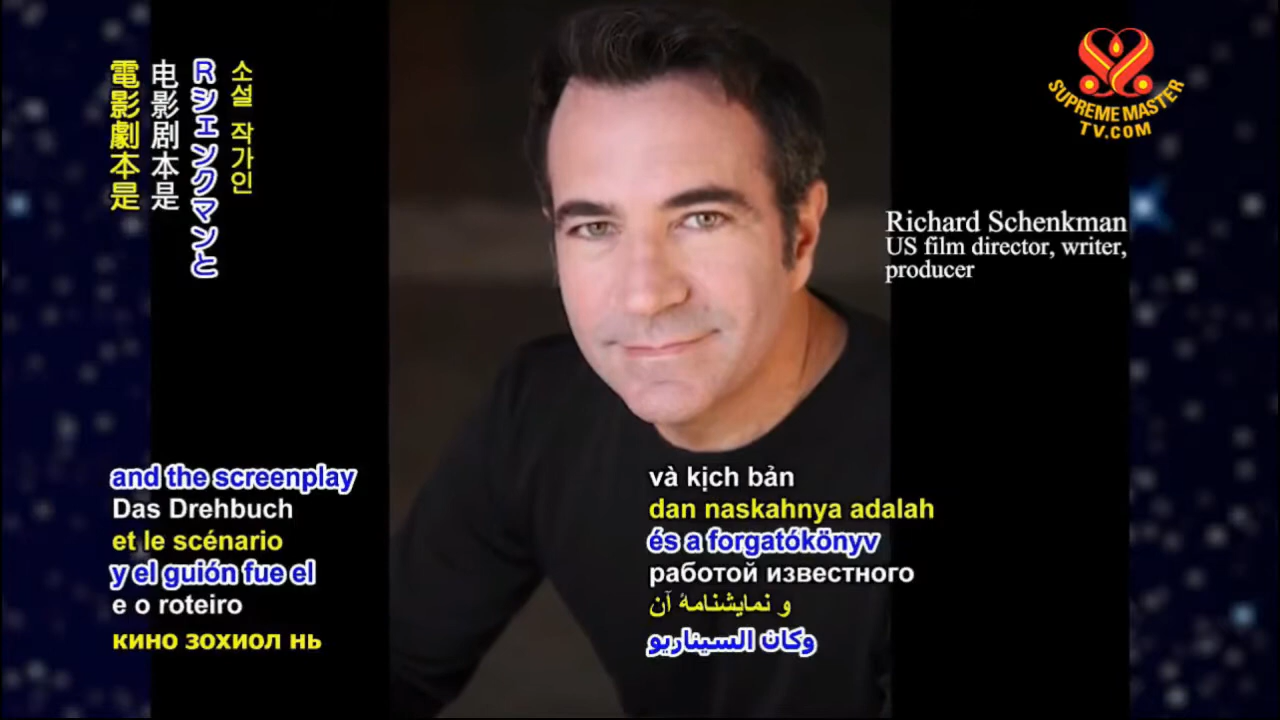 電影劇本是
电影剧本是
Rシェンクマンと
소설 작가인
SUPREME MASTER
TV.COM
Richard Schenkman
US film director, writer,
producer
and the screenplay
Das Drehbuch
et le scénario
y el guión fue el
e o roteiro
кино зохиол нь
và kịch bản
dan naskahnya adalah
és a forgatókönyv
работой известного
و نمایشنامهٔ آن
وكان السيناريو